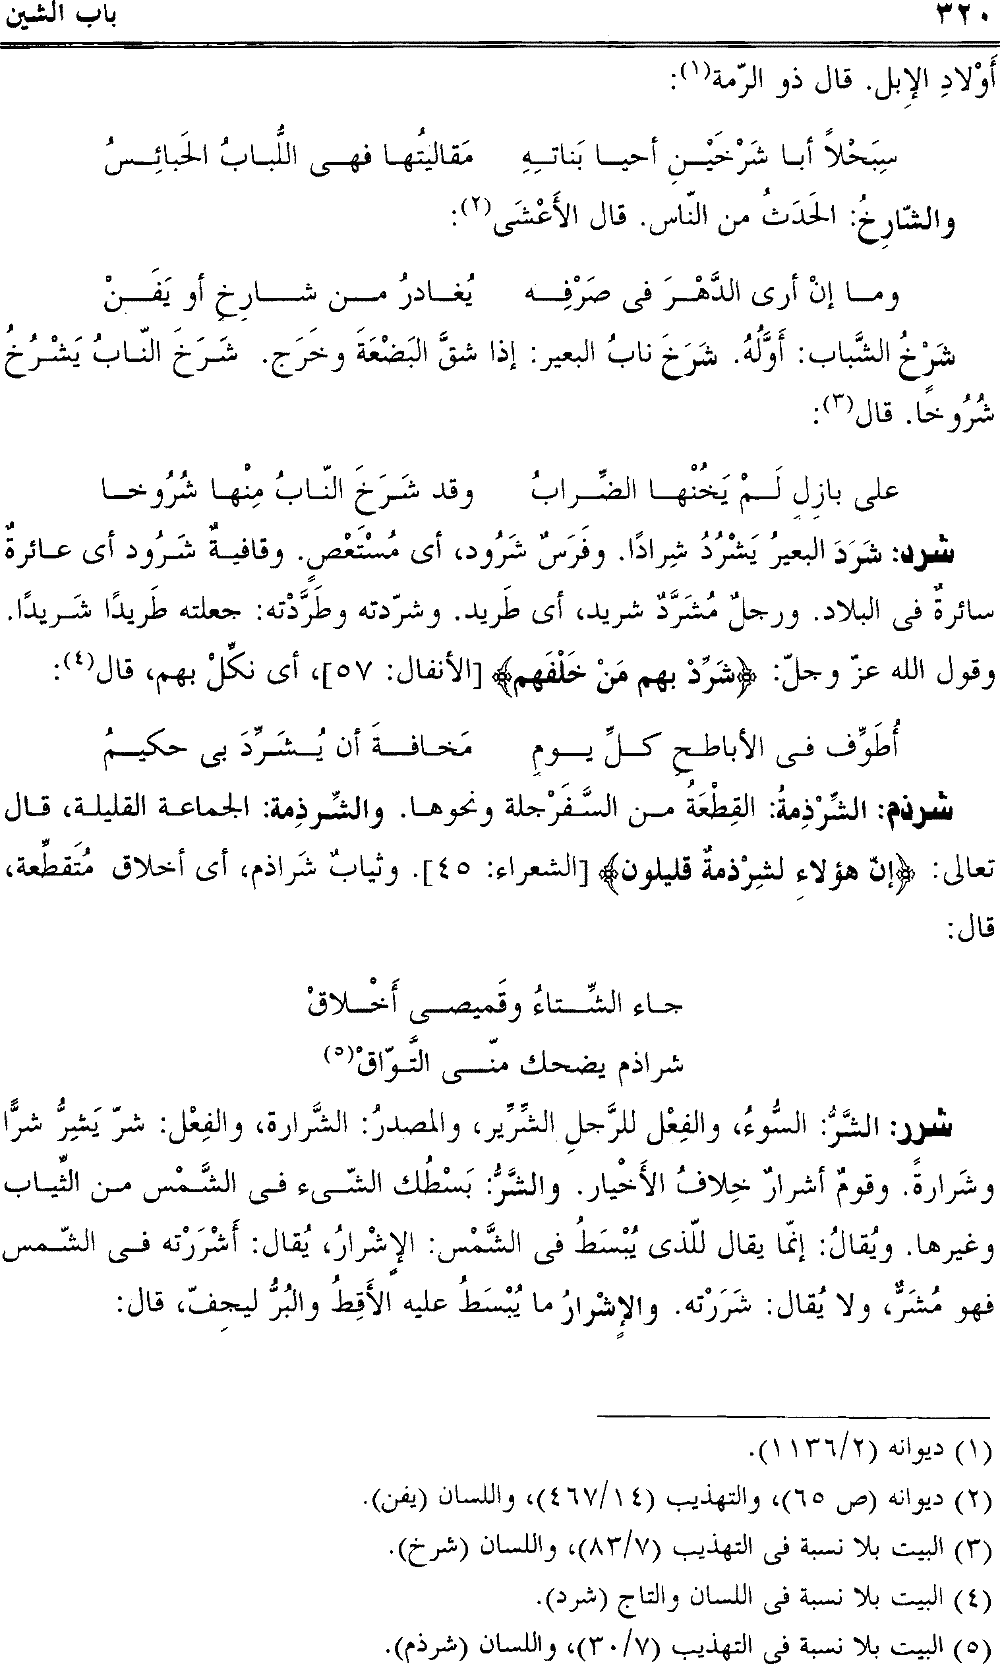 ٣٢٠ باب الشين
أَوْلادِ الإِبل. قال ذو الرّمة(١):
سِبَحْلاً أبا شَرْخَيْنِ أحيا بَناتِهِ مَقاليتُها فهى اللُّبابُ الحَبائِسُ
والشّارِخُ: الحَدَثُ من النّاس. قال الأَعْشَى(٢):
وما إنْ أرى الدَّهْرَ فى صَرْفِه يُغادرُ من شارِخٍ أو يَفَنْ
شَرْخُ الشَّباب: أَوَّلُهُ. شَرَخَ نابُ البعير: إذا شقَّ البَضْعَةَ وخَرَج. شَرَخَ النّابُ يَشْرُخُ
شُرُوخًا. قال(٣):
على بازِلٍ لَمْ يَخُنْها الضِّرابُ وقد شَرَخَ النّابُ مِنْها شُرُوخا
شرد: شَرَدَ البعيرُ يَشْرُدُ شِرادًا. وفَرَسٌ شَرُود، أى مُسْتَعْصٍ. وقافيةٌ شَرُود أى عائرةٌ
سائرةٌ فى البلاد. ورجلٌ مُشَرَّدٌ شريد، أى طَريد. وشرّدته وطَرَّدْته: جعلته طَريدًا شَريدًا.
وقول الله عزّ وجلّ: ﴿شَرِّدْ بهم مَنْ خَلْفَهم﴾ [الأنفال: ٥٧]، أى نكِّلْ بهم، قال(٤):
أُطَوِّف فى الأباطحِ كلِّ يومٍ مَخافةَ أن يُشَرِّدَ بى حكيمُ
شرذم: الشِّرْذِمةُ: القِطْعَةُ من السَّفَرْجلة ونحوها. والشِّرذِمة: الجماعة القليلة، قال
تعالى: ﴿إنّ هؤلاءِ لشِرْذمةٌ قليلون﴾ [الشعراء: ٤٥]. وثيابٌ شَراذم، أى أخلاق مُتَقطِّعة،
قال:
جاء الشِّتاءُ وقَميصى أَخْلاقْ
شراذم يضحك منّى التَّوّاقْ(٥)
شرر: الشَّرُّ: السُّوءُ، والفِعْل للرَّجلِ الشِّرِّير، والمصدرُ: الشَّرارة، والفِعْل: شرّ يَشِرُّ شرًّا
وشَرارةً. وقومٌ أشرارٌ خِلافُ الأَخْيار. والشَّرُّ: بَسْطُك الشّىء فى الشَّمْس من الثِّياب
وغيرها. ويُقالُ: إنّما يقال للّذى يُبْسَطُ فى الشَّمْس: الإِشْرارُ، يُقال: أَشْرَرْته فى الشّمس
فهو مُشَرٌّ، ولا يُقال: شَرَرْته. والإِشْرارُ ما يُبْسَطُ عليه الأَقِطُ والبُرُّ ليجفّ، قال:
(١) ديوانه (١١٣٦/٢).
(٢) ديوانه (ص ٦٥)، والتهذيب (٤٦٧/١٤)، واللسان (يفن).
(٣) البيت بلا نسبة فى التهذيب (٨٣/٧)، واللسان (شرخ).
(٤) البيت بلا نسبة فى اللسان والتاج (شرد).
(٥) البيت بلا نسبة فى التهذيب (٣٠/٧)، واللسان (شرذم).